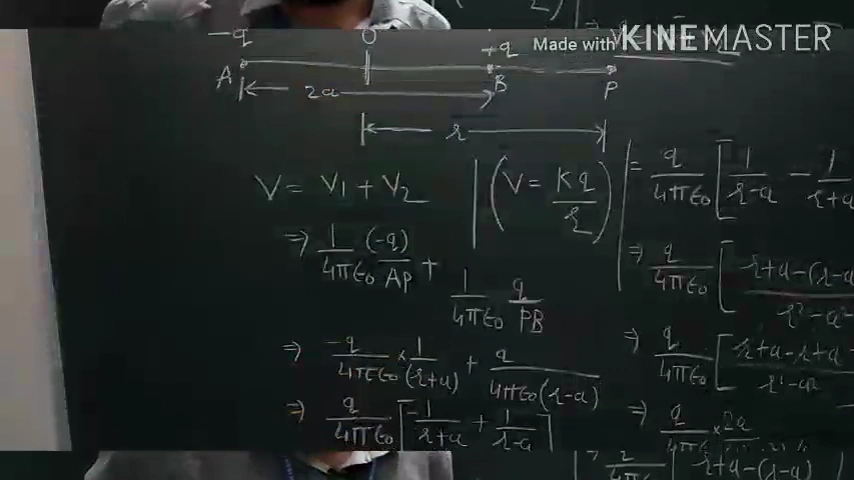 Made with KINEMASTER
-q O +q
A B P
2a
r
V = V₁ + V₂ | (V = Kq/r)
⇒ 1/4πε₀ (-q)/AP + 1/4πε₀ q/PB
⇒ -q/4πε₀ × 1/(r+a) + q/4πε₀(r-a)
⇒ q/4πε₀ [-1/r+a + 1/r-a]
= q/4πε₀ [1/r-a - 1/r+a
⇒ q/4πε₀ [r+a-(r-a / r²-a²
⇒ q/4πε₀ [r+a-r+a / r²-a²
⇒ q/4πε × 2a
r+a-(r-a)